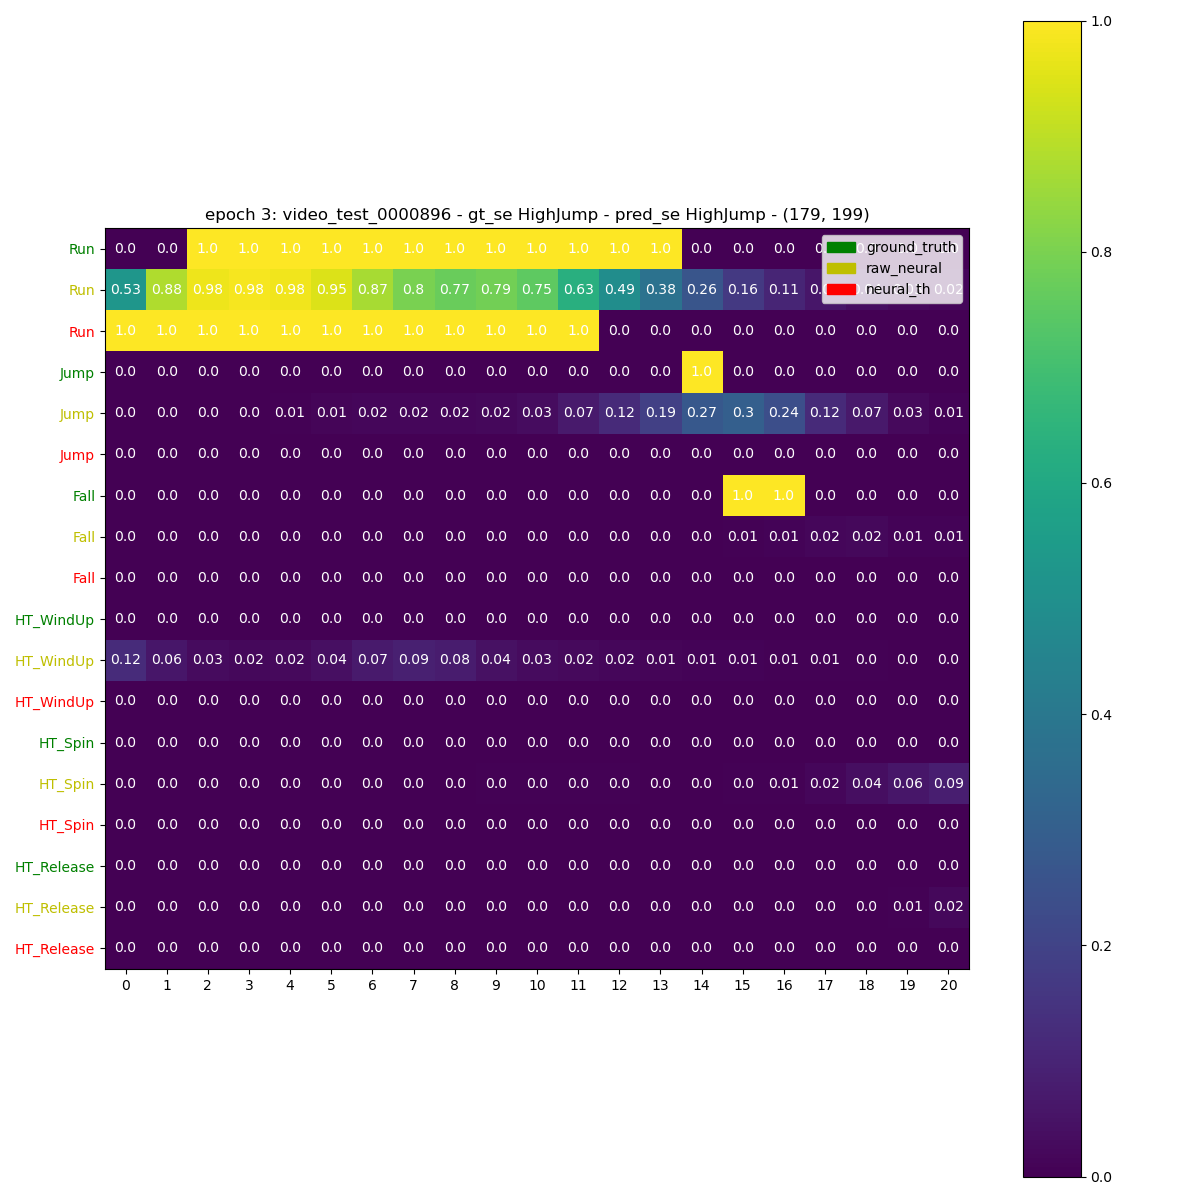 epoch 3: video_test_0000896 - gt_se HighJump - pred_se HighJump - (179, 199)
1.0
Run 0.0 0.0 1.0 1.0 1.0 1.0 1.0 1.0 1.0 1.0 1.0 1.0 1.0 1.0 0.0 0.0 0.0
ground_truth
Run 0.53 0.88 0.98 0.98 0.98 0.95 0.87 0.8 0.77 0.79 0.75 0.63 0.49 0.38 0.26 0.16 0.11 0.02
raw_neural
neural_th
0.8
Run 1.0 1.0 1.0 1.0 1.0 1.0 1.0 1.0 1.0 1.0 1.0 1.0 0.0 0.0 0.0 0.0 0.0 0.0 0.0 0.0 0.0
Jump 0.0 0.0 0.0 0.0 0.0 0.0 0.0 0.0 0.0 0.0 0.0 0.0 0.0 0.0 1.0 0.0 0.0 0.0 0.0 0.0 0.0
Jump 0.0 0.0 0.0 0.0 0.01 0.01 0.02 0.02 0.02 0.02 0.03 0.07 0.12 0.19 0.27 0.3 0.24 0.12 0.07 0.03 0.01
Jump 0.0 0.0 0.0 0.0 0.0 0.0 0.0 0.0 0.0 0.0 0.0 0.0 0.0 0.0 0.0 0.0 0.0 0.0 0.0 0.0 0.0
0.6
Fall 0.0 0.0 0.0 0.0 0.0 0.0 0.0 0.0 0.0 0.0 0.0 0.0 0.0 0.0 0.0 1.0 1.0 0.0 0.0 0.0 0.0
Fall 0.0 0.0 0.0 0.0 0.0 0.0 0.0 0.0 0.0 0.0 0.0 0.0 0.0 0.0 0.0 0.01 0.01 0.02 0.02 0.01 0.01
Fall 0.0 0.0 0.0 0.0 0.0 0.0 0.0 0.0 0.0 0.0 0.0 0.0 0.0 0.0 0.0 0.0 0.0 0.0 0.0 0.0 0.0
HT_WindUp 0.0 0.0 0.0 0.0 0.0 0.0 0.0 0.0 0.0 0.0 0.0 0.0 0.0 0.0 0.0 0.0 0.0 0.0 0.0 0.0 0.0
HT_WindUp 0.12 0.06 0.03 0.02 0.02 0.04 0.07 0.09 0.08 0.04 0.03 0.02 0.02 0.01 0.01 0.01 0.01 0.01 0.0 0.0 0.0
HT_WindUp 0.0 0.0 0.0 0.0 0.0 0.0 0.0 0.0 0.0 0.0 0.0 0.0 0.0 0.0 0.0 0.0 0.0 0.0 0.0 0.0 0.0
0.4
HT_Spin 0.0 0.0 0.0 0.0 0.0 0.0 0.0 0.0 0.0 0.0 0.0 0.0 0.0 0.0 0.0 0.0 0.0 0.0 0.0 0.0 0.0
HT_Spin 0.0 0.0 0.0 0.0 0.0 0.0 0.0 0.0 0.0 0.0 0.0 0.0 0.0 0.0 0.0 0.0 0.01 0.02 0.04 0.06 0.09
HT_Spin 0.0 0.0 0.0 0.0 0.0 0.0 0.0 0.0 0.0 0.0 0.0 0.0 0.0 0.0 0.0 0.0 0.0 0.0 0.0 0.0 0.0
HT_Release 0.0 0.0 0.0 0.0 0.0 0.0 0.0 0.0 0.0 0.0 0.0 0.0 0.0 0.0 0.0 0.0 0.0 0.0 0.0 0.0 0.0
HT_Release 0.0 0.0 0.0 0.0 0.0 0.0 0.0 0.0 0.0 0.0 0.0 0.0 0.0 0.0 0.0 0.0 0.0 0.0 0.0 0.01 0.02
0.2
HT_Release 0.0 0.0 0.0 0.0 0.0 0.0 0.0 0.0 0.0 0.0 0.0 0.0 0.0 0.0 0.0 0.0 0.0 0.0 0.0 0.0 0.0
0 1 2 3 4 5 6 7 8 9 10 11 12 13 14 15 16 17 18 19 20
0.0